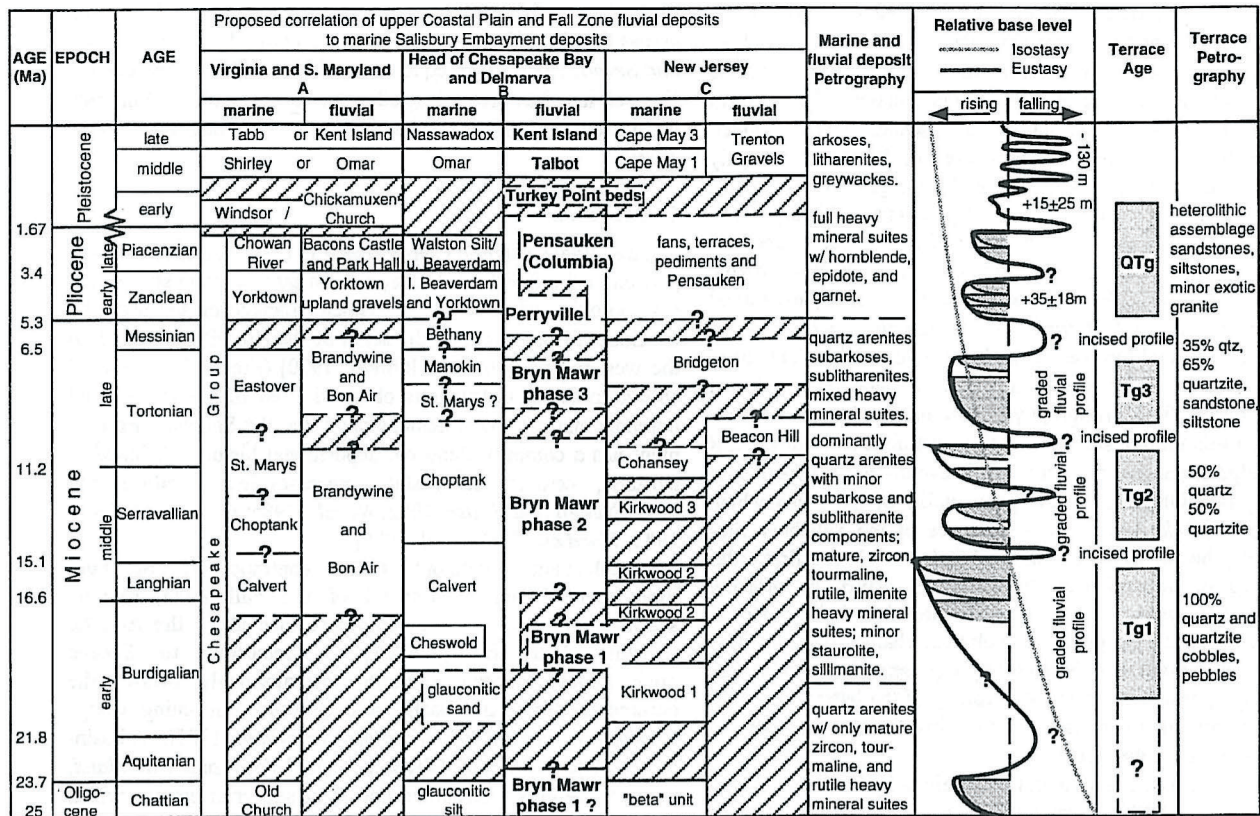 Proposed correlation of upper Coastal Plain and Fall Zone fluvial deposits
to marine Salisbury Embayment deposits
AGE
(Ma)
EPOCH
AGE
Virginia and S. Maryland
A
marine
fluvial
Head of Chesapeake Bay
and Delmarva
B
marine
fluvial
New Jersey
C
marine
fluvial
Marine and
fluvial deposit
Petrography
Relative base level
Isostasy
Eustasy
rising
falling
Terrace
Age
Terrace
Petro-
graphy
1.67
3.4
5.3
6.5
11.2
15.1
16.6
21.8
23.7
25
Pleistocene
Pliocene
early
late
Miocene
late
middle
early
Oligo-
cene
late
middle
early
Piacenzian
Zanclean
Messinian
Tortonian
Serravallian
Langhian
Burdigalian
Aquitanian
Chattian
Tabb or Kent Island
Shirley or Omar
Chickamuxen
Church
Windsor /
Chowan
River
Bacons Castle
and Park Hall
Yorktown
Yorktown
upland gravels
?
Chesapeake Group
Eastover
Brandywine
and
Bon Air
?
?
?
St. Marys
?
Choptank
?
Calvert
Brandywine
and
Bon Air
?
Old
Church
Nassawadox
Omar
Walston Silt/
u. Beaverdam
l. Beaverdam
and Yorktown
?
Bethany
?
Manokin
?
St. Marys ?
?
Choptank
Calvert
Cheswold
glauconitic
sand
glauconitic
silt
Kent Island
Talbot
Turkey Point beds
Pensauken
(Columbia)
Perryville
?
?
Bryn Mawr
phase 3
?
?
Bryn Mawr
phase 2
?
?
Bryn Mawr
phase 1
?
Bryn Mawr
phase 1 ?
Cape May 3
Cape May 1
Trenton
Gravels
fans, terraces,
pediments and
Pensauken
?
?
Bridgeton
?
?
Beacon Hill
?
?
Cohansey
Kirkwood 3
Kirkwood 2
Kirkwood 2
Kirkwood 1
"beta" unit
arkoses,
litharenites,
greywackes.
full heavy
mineral suites
w/ hornblende,
epidote, and
garnet.
quartz arenites
subarkoses,
sublitharenites.
mixed heavy
mineral suites.
dominantly
quartz arenites
with minor
subarkose and
sublitharenite
components;
mature, zircon,
tourmaline,
rutile, ilmenite
heavy mineral
suites; minor
staurolite,
sillimanite.
quartz arenites
w/ only mature
zircon, tour-
maline, and
rutile heavy
mineral suites
- 130 m
+15±25 m
?
+35±18m
?
incised profile
graded fluvial
profile
?
incised profile
graded fluvial
profile
?
?
incised profile
graded fluvial
profile
?
?
QTg
Tg3
Tg2
Tg1
?
heterolithic
assemblage
sandstones,
siltstones,
minor exotic
granite
35% qtz,
65%
quartzite,
sandstone,
siltstone
50%
quartz
50%
quartzite
100%
quartz and
quartzite
cobbles,
pebbles